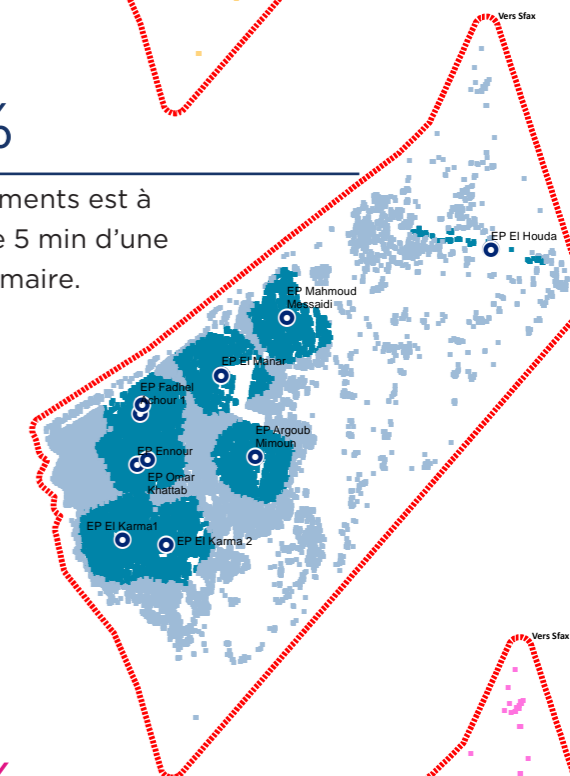 Vers Sfax
%
ments est à
e 5 min d'une
maire.
EP El Houda
EP Mahmoud
Messaidi
EP El Manar
EP Fadhel
Achour 1
EP Argoub
Mimoun
EP Ennour
EP Omar
Khattab
EP El Karma1
EP El Karma 2
Vers Sfax
%